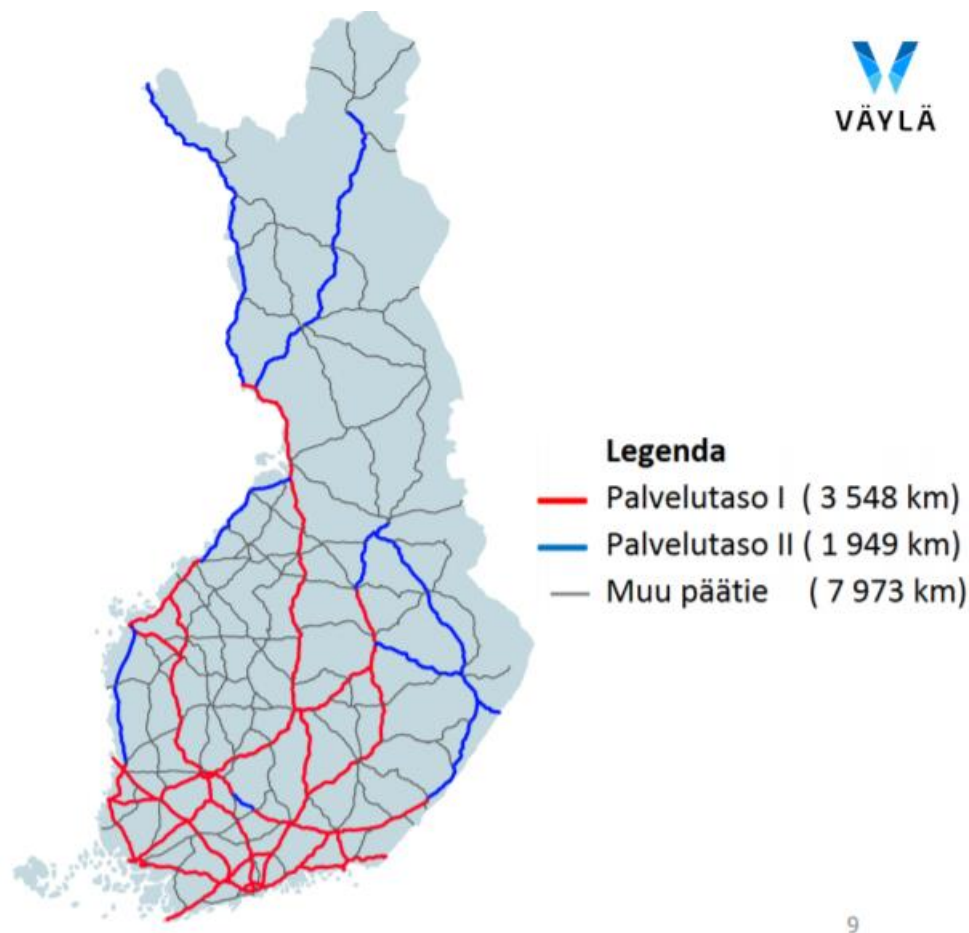 VÄYLÄ
Legenda
Palvelutaso I ( 3 548 km)
Palvelutaso II ( 1 949 km)
Muu päätie ( 7 973 km)
9